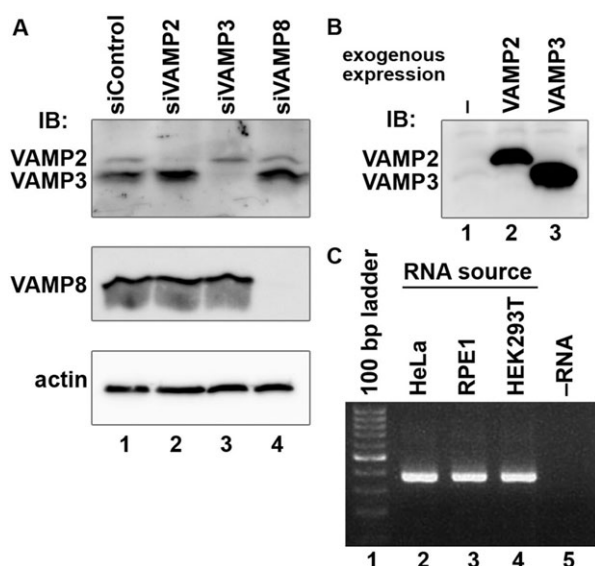 A
siControl
siVAMP2
siVAMP3
siVAMP8
IB:
VAMP2
VAMP3
VAMP8
actin
1 2 3 4
B
exogenous
expression
–
VAMP2
VAMP3
IB:
VAMP2
VAMP3
1 2 3
C
RNA source
100 bp ladder
HeLa
RPE1
HEK293T
–RNA
1 2 3 4 5